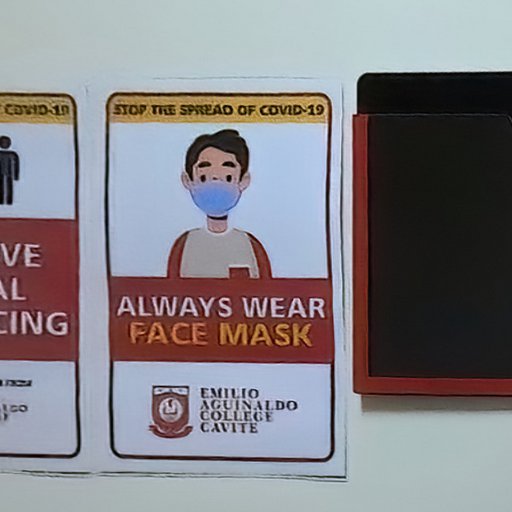 COVID-19
VE
AL
CING
STOP THE SPREAD OF COVID-19
ALWAYS WEAR
FACE MASK
EMILIO
AGUINALDO
COLLEGE
CAVITE